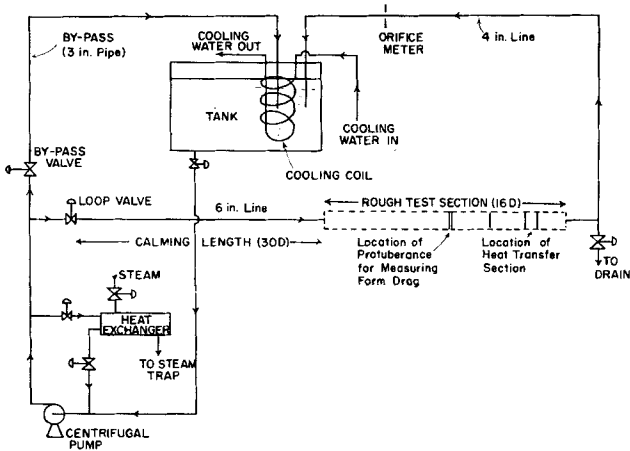 BY-PASS
(3 in. Pipe)
COOLING
WATER OUT
ORIFICE
METER
4 in. Line
TANK
COOLING
WATER IN
COOLING COIL
BY-PASS
VALVE
LOOP VALVE
6 in. Line
ROUGH TEST SECTION (16D)
CALMING LENGTH (30D)
Location of
Protuberance
for Measuring
Form Drag
Location of
Heat Transfer
Section
TO
DRAIN
STEAM
HEAT
EXCHANGER
TO STEAM
TRAP
CENTRIFUGAL
PUMP